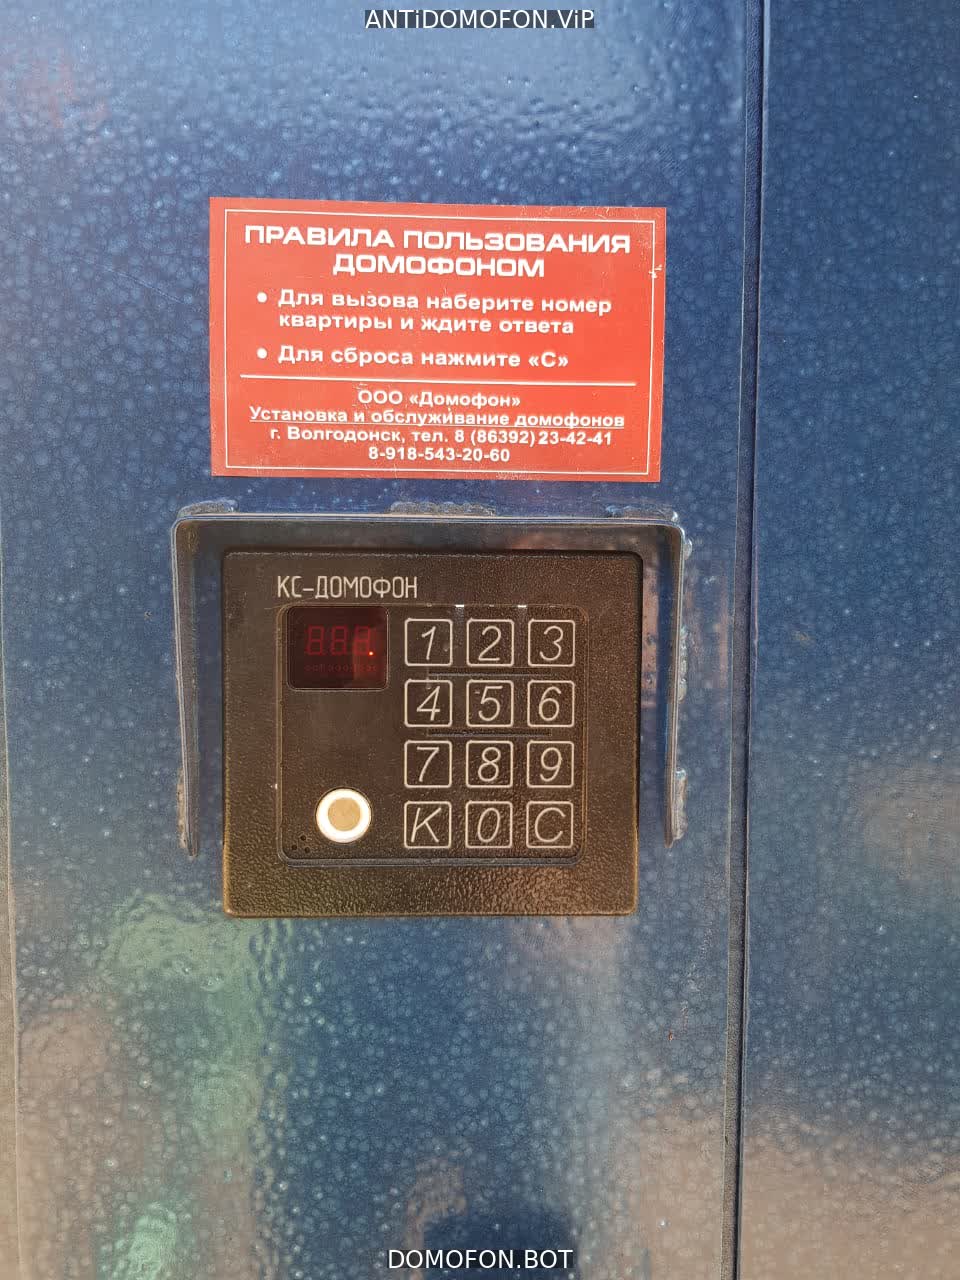 ANTiDOMOFON.ViP
ПРАВИЛА ПОЛЬЗОВАНИЯ
ДОМОФОНОМ
• Для вызова наберите номер
квартиры и ждите ответа
• Для сброса нажмите «С»
ООО «Домофон»
Установка и обслуживание домофонов
г. Волгодонск, тел. 8 (86392) 23-42-41
8-918-543-20-60
КС-ДОМОФОН
1 2 3
4 5 6
7 8 9
К 0 С
DOMOFON.BOT